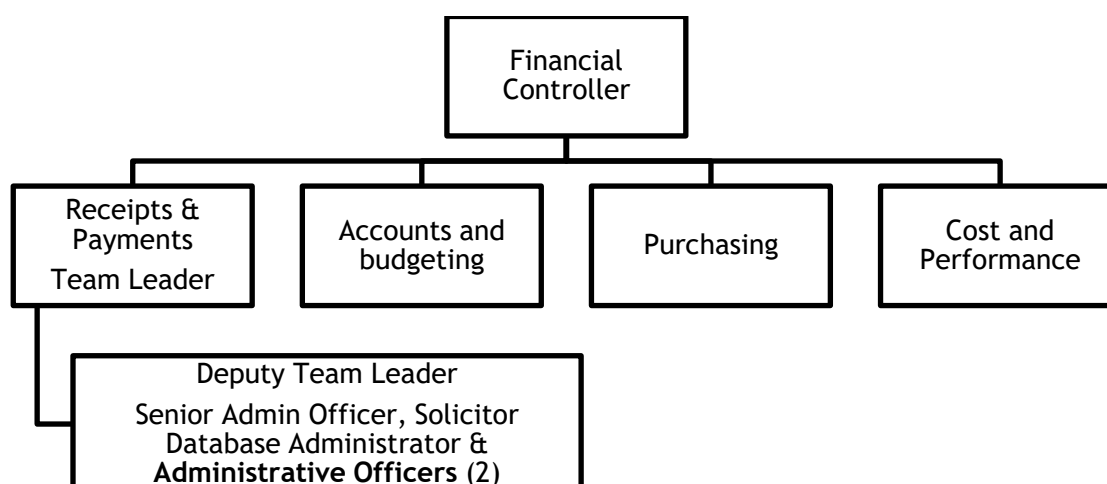 Financial
Controller
Receipts &
Payments
Team Leader
Accounts and
budgeting
Purchasing
Cost and
Performance
Deputy Team Leader
Senior Admin Officer, Solicitor
Database Administrator &
Administrative Officers (2)